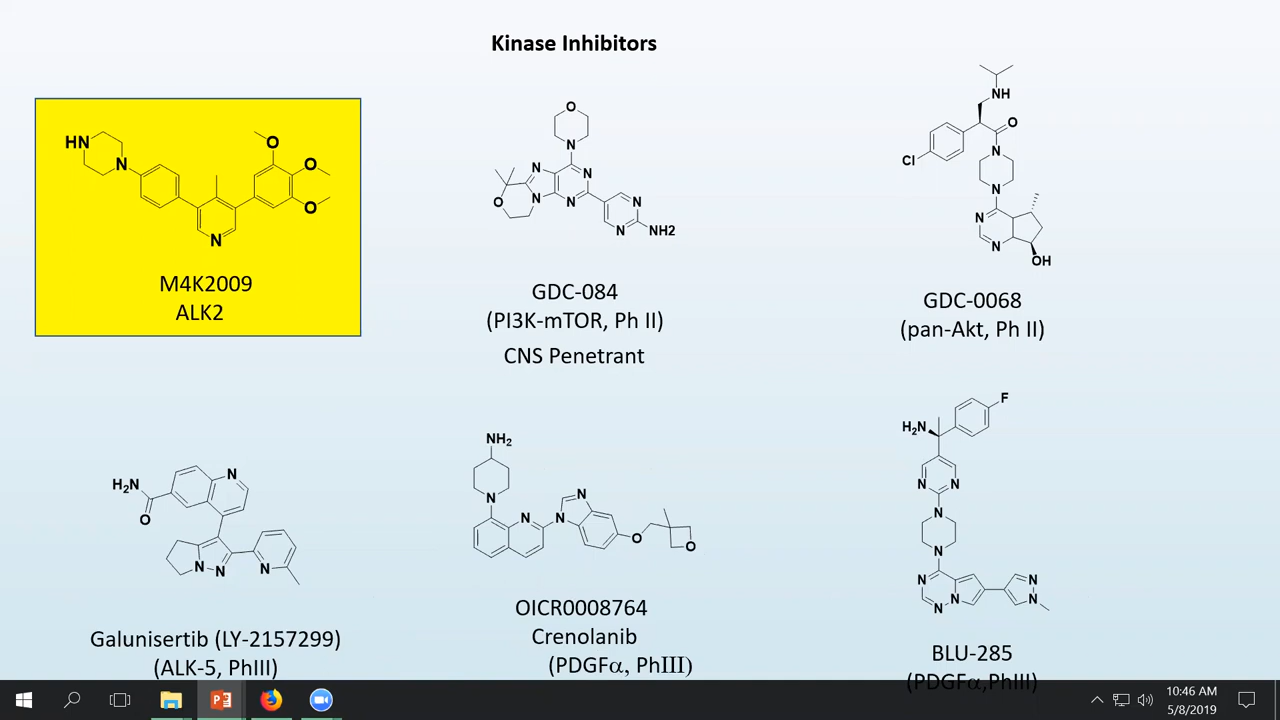 Kinase Inhibitors
HN
N
O
O
O
N
M4K2009
ALK2
O
N
N
N
O
N
N
N
N
NH2
GDC-084
(PI3K-mTOR, Ph II)
CNS Penetrant
NH
O
Cl
N
N
N
N
OH
GDC-0068
(pan-Akt, Ph II)
H₂N
O
N
N
N
N
Galunisertib (LY-2157299)
(ALK-5, PhIII)
NH₂
N
N
N
N
O
O
OICR0008764
Crenolanib
(PDGFα, PhIII)
F
H₂N
N
N
N
N
N
N
N
N
N
BLU-285
(PDGFα,PhIII)
10:46 AM
5/8/2019